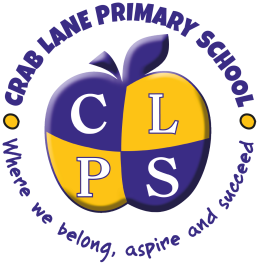 CRAB LANE PRIMARY SCHOOL
C L
P S
Where we belong, aspire and succeed